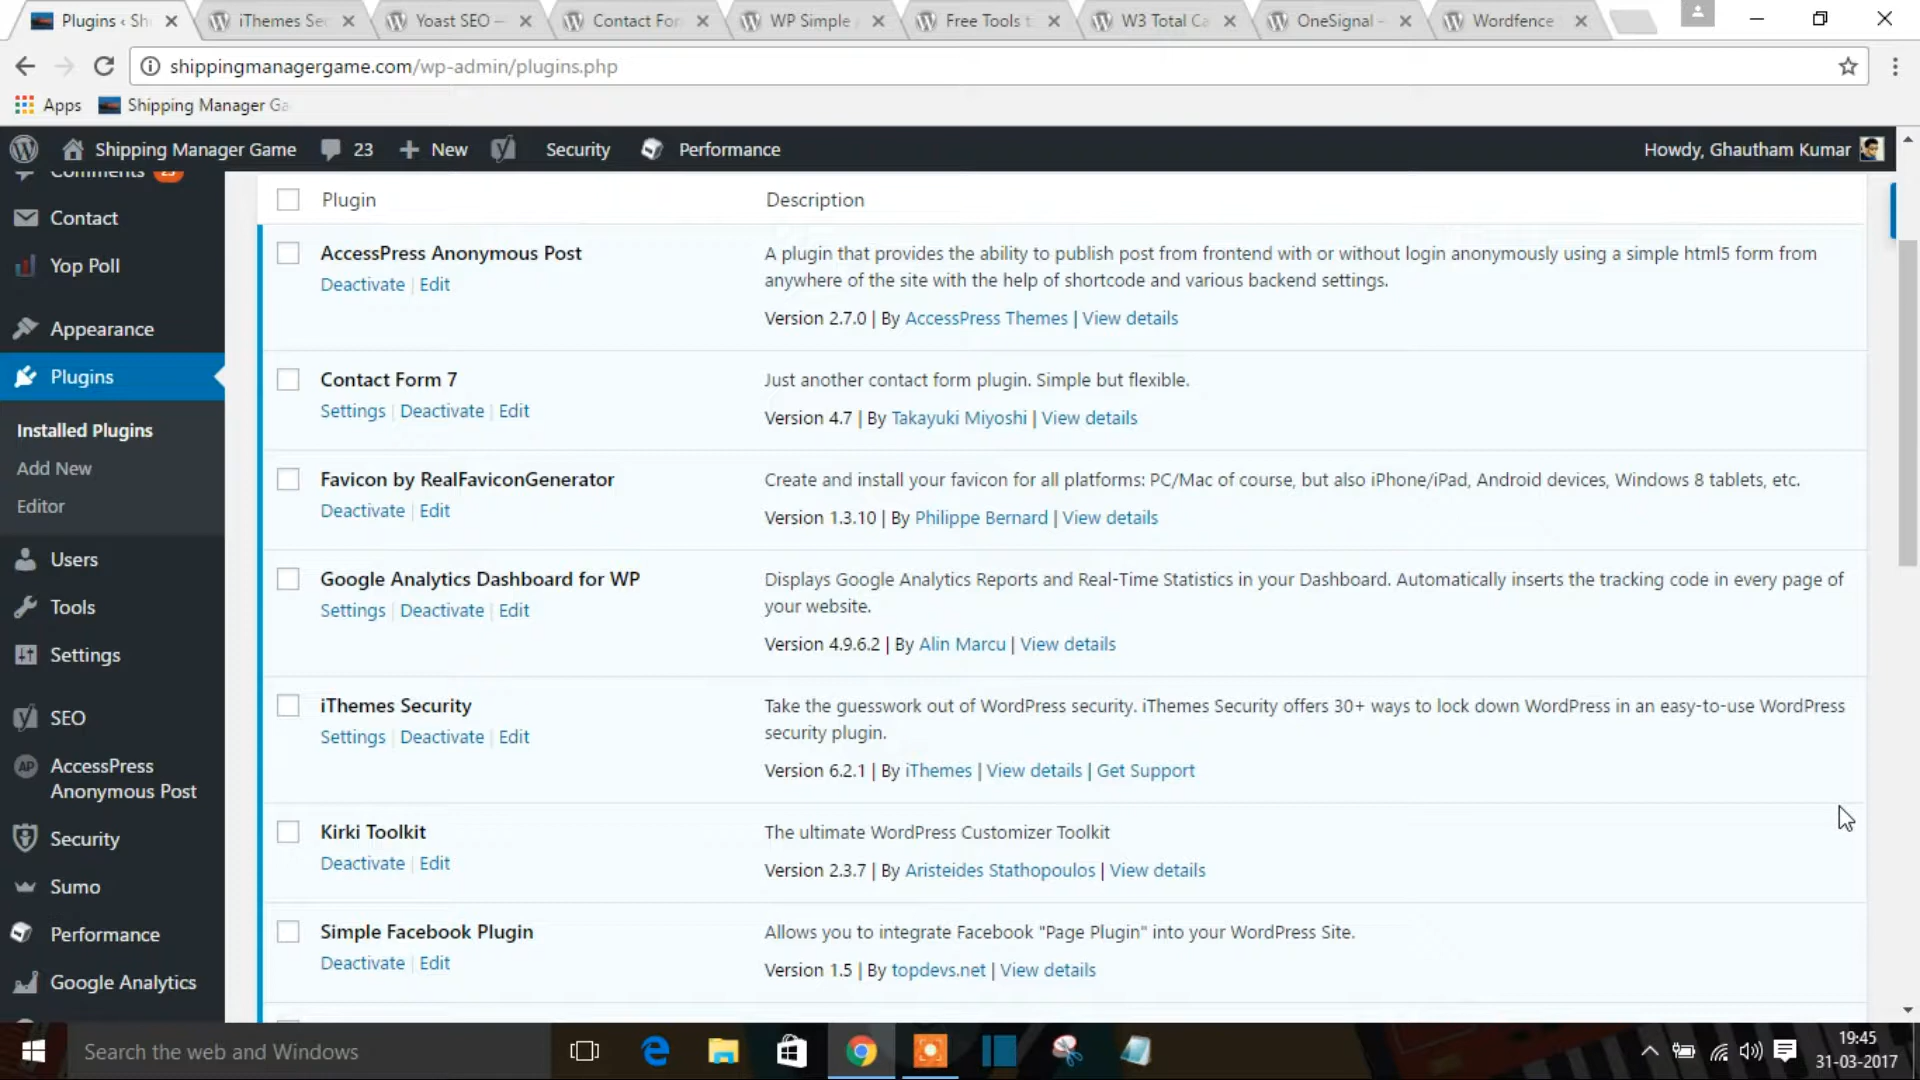 Plugins ‹ Sh
iThemes Sec
Yoast SEO —
Contact For
WP Simple
Free Tools t
W3 Total Ca
OneSignal -
Wordfence
shippingmanagergame.com/wp-admin/plugins.php
Apps
Shipping Manager Ga
Shipping Manager Game
23
New
Security
Performance
Howdy, Ghautham Kumar
Comments
Contact
Yop Poll
Appearance
Plugins
Installed Plugins
Add New
Editor
Users
Tools
Settings
SEO
AccessPress
Anonymous Post
Security
Sumo
Performance
Google Analytics
Plugin
Description
AccessPress Anonymous Post
Deactivate | Edit
A plugin that provides the ability to publish post from frontend with or without login anonymously using a simple html5 form from
anywhere of the site with the help of shortcode and various backend settings.
Version 2.7.0 | By AccessPress Themes | View details
Contact Form 7
Settings | Deactivate | Edit
Just another contact form plugin. Simple but flexible.
Version 4.7 | By Takayuki Miyoshi | View details
Favicon by RealFaviconGenerator
Deactivate | Edit
Create and install your favicon for all platforms: PC/Mac of course, but also iPhone/iPad, Android devices, Windows 8 tablets, etc.
Version 1.3.10 | By Philippe Bernard | View details
Google Analytics Dashboard for WP
Settings | Deactivate | Edit
Displays Google Analytics Reports and Real-Time Statistics in your Dashboard. Automatically inserts the tracking code in every page of
your website.
Version 4.9.6.2 | By Alin Marcu | View details
iThemes Security
Settings | Deactivate | Edit
Take the guesswork out of WordPress security. iThemes Security offers 30+ ways to lock down WordPress in an easy-to-use WordPress
security plugin.
Version 6.2.1 | By iThemes | View details | Get Support
Kirki Toolkit
Deactivate | Edit
The ultimate WordPress Customizer Toolkit
Version 2.3.7 | By Aristeides Stathopoulos | View details
Simple Facebook Plugin
Deactivate | Edit
Allows you to integrate Facebook "Page Plugin" into your WordPress Site.
Version 1.5 | By topdevs.net | View details
Search the web and Windows
19:45
31-03-2017